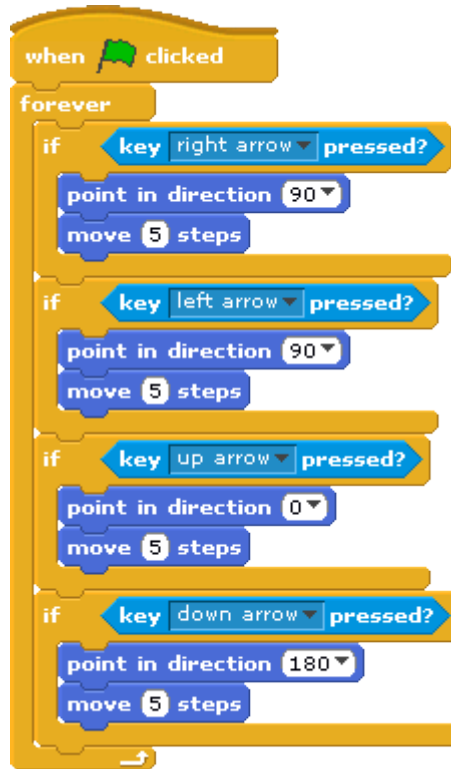 when clicked
forever
if key right arrow pressed?
point in direction 90
move 5 steps
if key left arrow pressed?
point in direction 90
move 5 steps
if key up arrow pressed?
point in direction 0
move 5 steps
if key down arrow pressed?
point in direction 180
move 5 steps